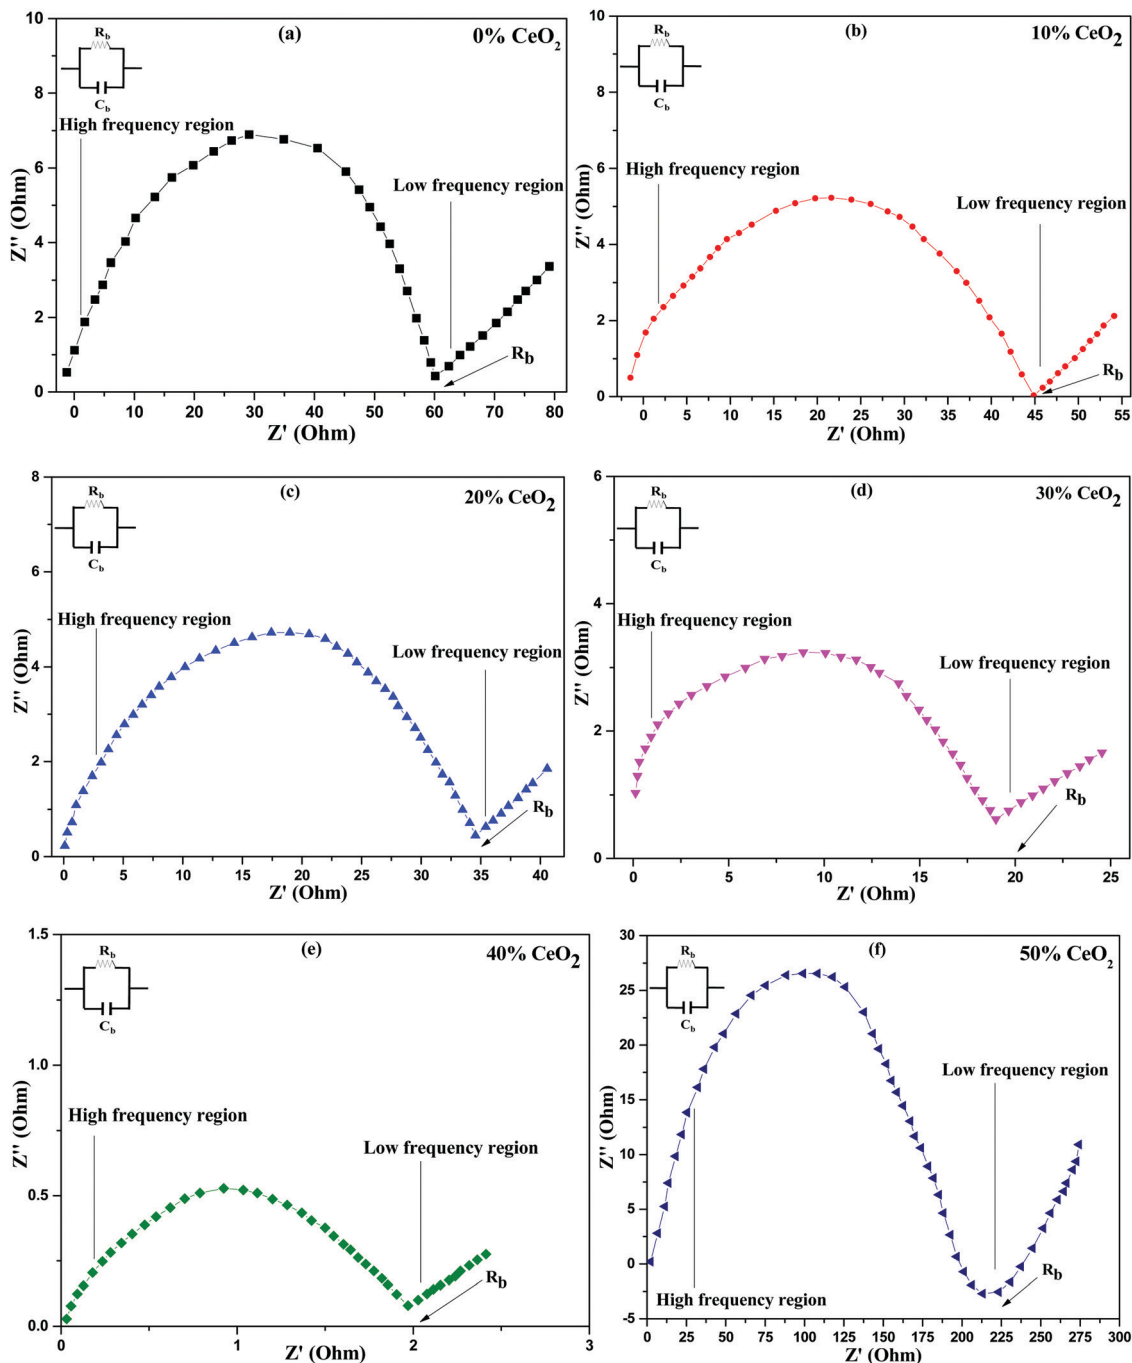 (a)
0% CeO2
Rb
Cb
High frequency region
Low frequency region
Rb
10
8
6
4
2
0
Z'' (Ohm)
0 10 20 30 40 50 60 70 80
Z' (Ohm)
(b)
10% CeO2
Rb
Cb
High frequency region
Low frequency region
Rb
10
8
6
4
2
0
Z'' (Ohm)
0 5 10 15 20 25 30 35 40 45 50 55
Z' (Ohm)
(c)
20% CeO2
Rb
Cb
High frequency region
Low frequency region
Rb
8
6
4
2
0
Z'' (Ohm)
0 5 10 15 20 25 30 35 40
Z' (Ohm)
(d)
30% CeO2
Rb
Cb
High frequency region
Low frequency region
Rb
6
4
2
0
Z'' (Ohm)
0 5 10 15 20 25
Z' (Ohm)
(e)
40% CeO2
Rb
Cb
High frequency region
Low frequency region
Rb
1.5
1.0
0.5
0.0
Z'' (Ohm)
0 1 2 3
Z' (Ohm)
(f)
50% CeO2
Rb
Cb
Low frequency region
High frequency region
Rb
30
25
20
15
10
5
0
-5
Z'' (Ohm)
0 25 50 75 100 125 150 175 200 225 250 275 300
Z' (Ohm)